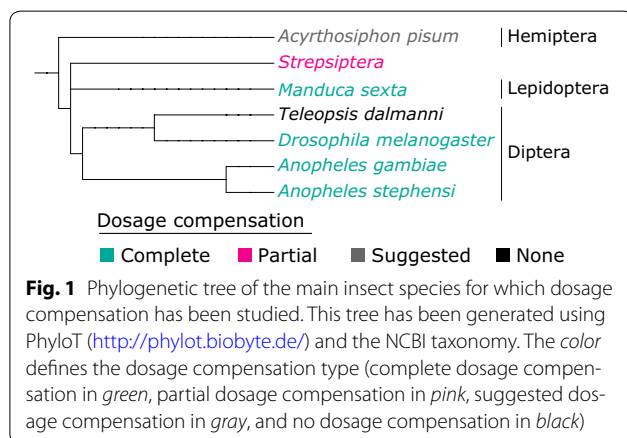 Acyrthosiphon pisum
Hemiptera
Strepsiptera
Manduca sexta
Lepidoptera
Teleopsis dalmanni
Drosophila melanogaster
Diptera
Anopheles gambiae
Anopheles stephensi
Dosage compensation
Complete Partial Suggested None
Fig. 1 Phylogenetic tree of the main insect species for which dosage
compensation has been studied. This tree has been generated using
PhyloT (http://phylot.biobyte.de/) and the NCBI taxonomy. The color
defines the dosage compensation type (complete dosage compen-
sation in green, partial dosage compensation in pink, suggested dos-
age compensation in gray, and no dosage compensation in black)